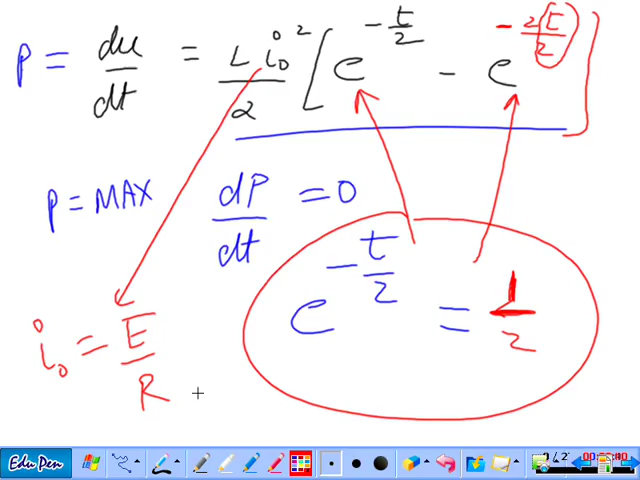 P = du/dt = L i₀²/2 [ e^(-t/2) - e^(-2(t/2)) ]
P = MAX dP/dt = 0
e^(-t/2) = 1/2
i₀ = E/R
Edu Pen